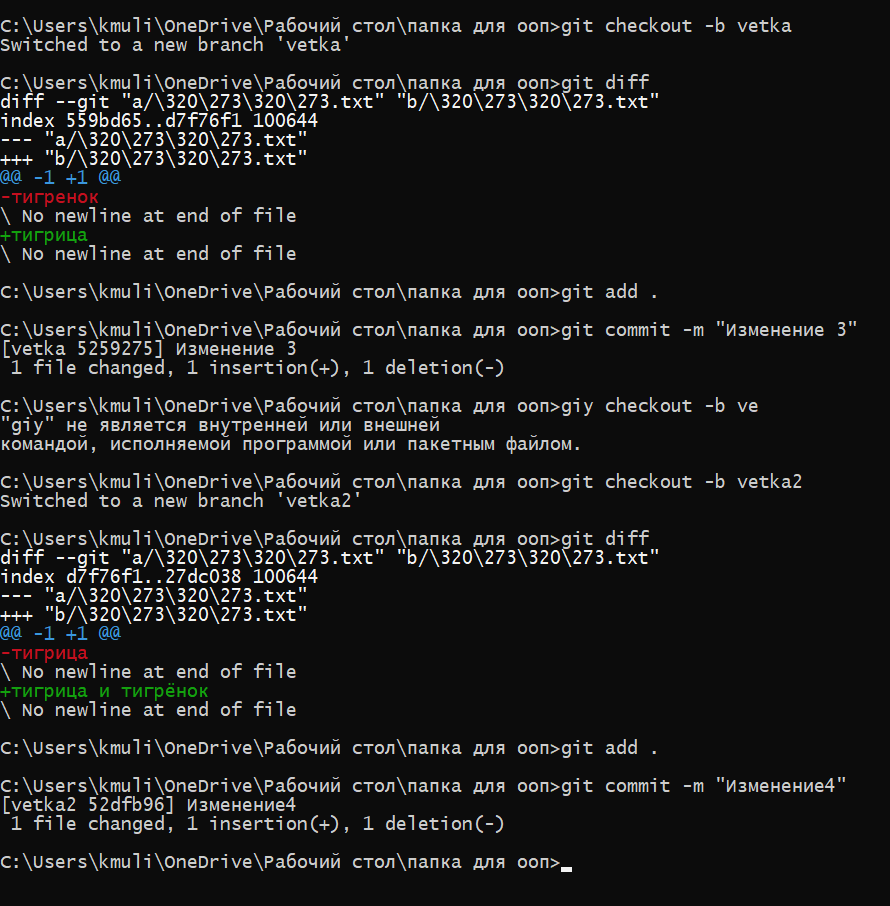 C:\Users\kmuli\OneDrive\Рабочий стол\папка для ооп>git checkout -b vetka
Switched to a new branch 'vetka'
C:\Users\kmuli\OneDrive\Рабочий стол\папка для ооп>git diff
diff --git "a/\320\273\320\273.txt" "b/\320\273\320\273.txt"
index 559bd65..d7f76f1 100644
--- "a/\320\273\320\273.txt"
+++ "b/\320\273\320\273.txt"
@@ -1 +1 @@
-тигренок
\ No newline at end of file
+тигрица
\ No newline at end of file
C:\Users\kmuli\OneDrive\Рабочий стол\папка для ооп>git add .
C:\Users\kmuli\OneDrive\Рабочий стол\папка для ооп>git commit -m "Изменение 3"
[vetka 5259275] Изменение 3
 1 file changed, 1 insertion(+), 1 deletion(-)
C:\Users\kmuli\OneDrive\Рабочий стол\папка для ооп>giy checkout -b ve
"giy" не является внутренней или внешней
командой, исполняемой программой или пакетным файлом.
C:\Users\kmuli\OneDrive\Рабочий стол\папка для ооп>git checkout -b vetka2
Switched to a new branch 'vetka2'
C:\Users\kmuli\OneDrive\Рабочий стол\папка для ооп>git diff
diff --git "a/\320\273\320\273.txt" "b/\320\273\320\273.txt"
index d7f76f1..27dc038 100644
--- "a/\320\273\320\273.txt"
+++ "b/\320\273\320\273.txt"
@@ -1 +1 @@
-тигрица
\ No newline at end of file
+тигрица и тигрёнок
\ No newline at end of file
C:\Users\kmuli\OneDrive\Рабочий стол\папка для ооп>git add .
C:\Users\kmuli\OneDrive\Рабочий стол\папка для ооп>git commit -m "Изменение4"
[vetka2 52dfb96] Изменение4
 1 file changed, 1 insertion(+), 1 deletion(-)
C:\Users\kmuli\OneDrive\Рабочий стол\папка для ооп>